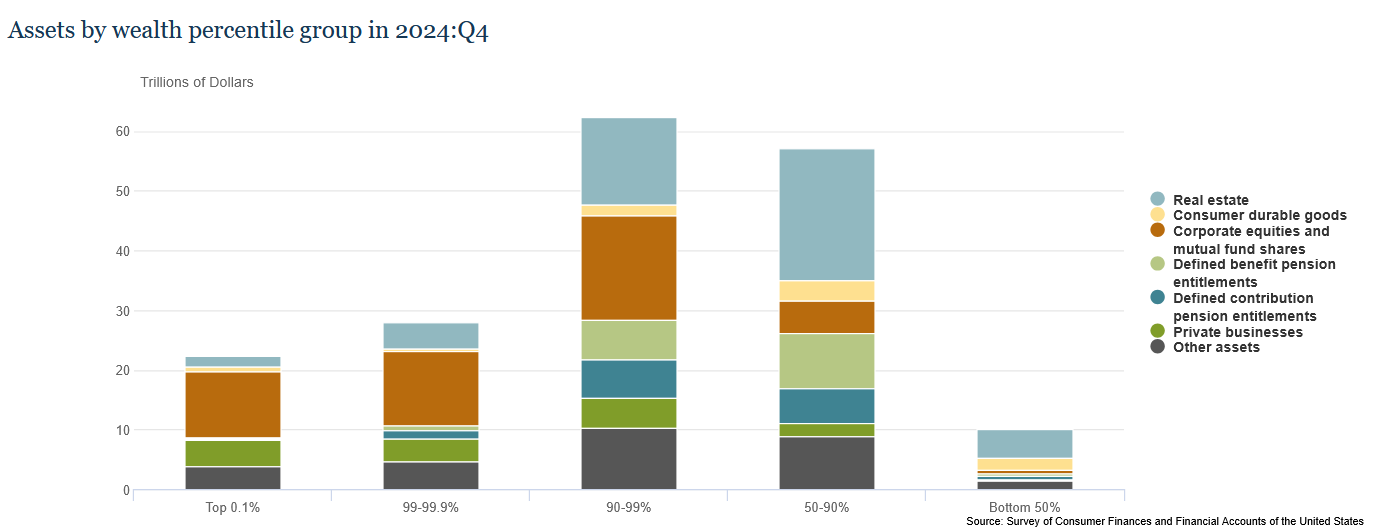 Assets by wealth percentile group in 2024:Q4
Trillions of Dollars
60
50
40
30
20
10
0
Top 0.1%
99-99.9%
90-99%
50-90%
Bottom 50%
Real estate
Consumer durable goods
Corporate equities and
mutual fund shares
Defined benefit pension
entitlements
Defined contribution
pension entitlements
Private businesses
Other assets
Source: Survey of Consumer Finances and Financial Accounts of the United States